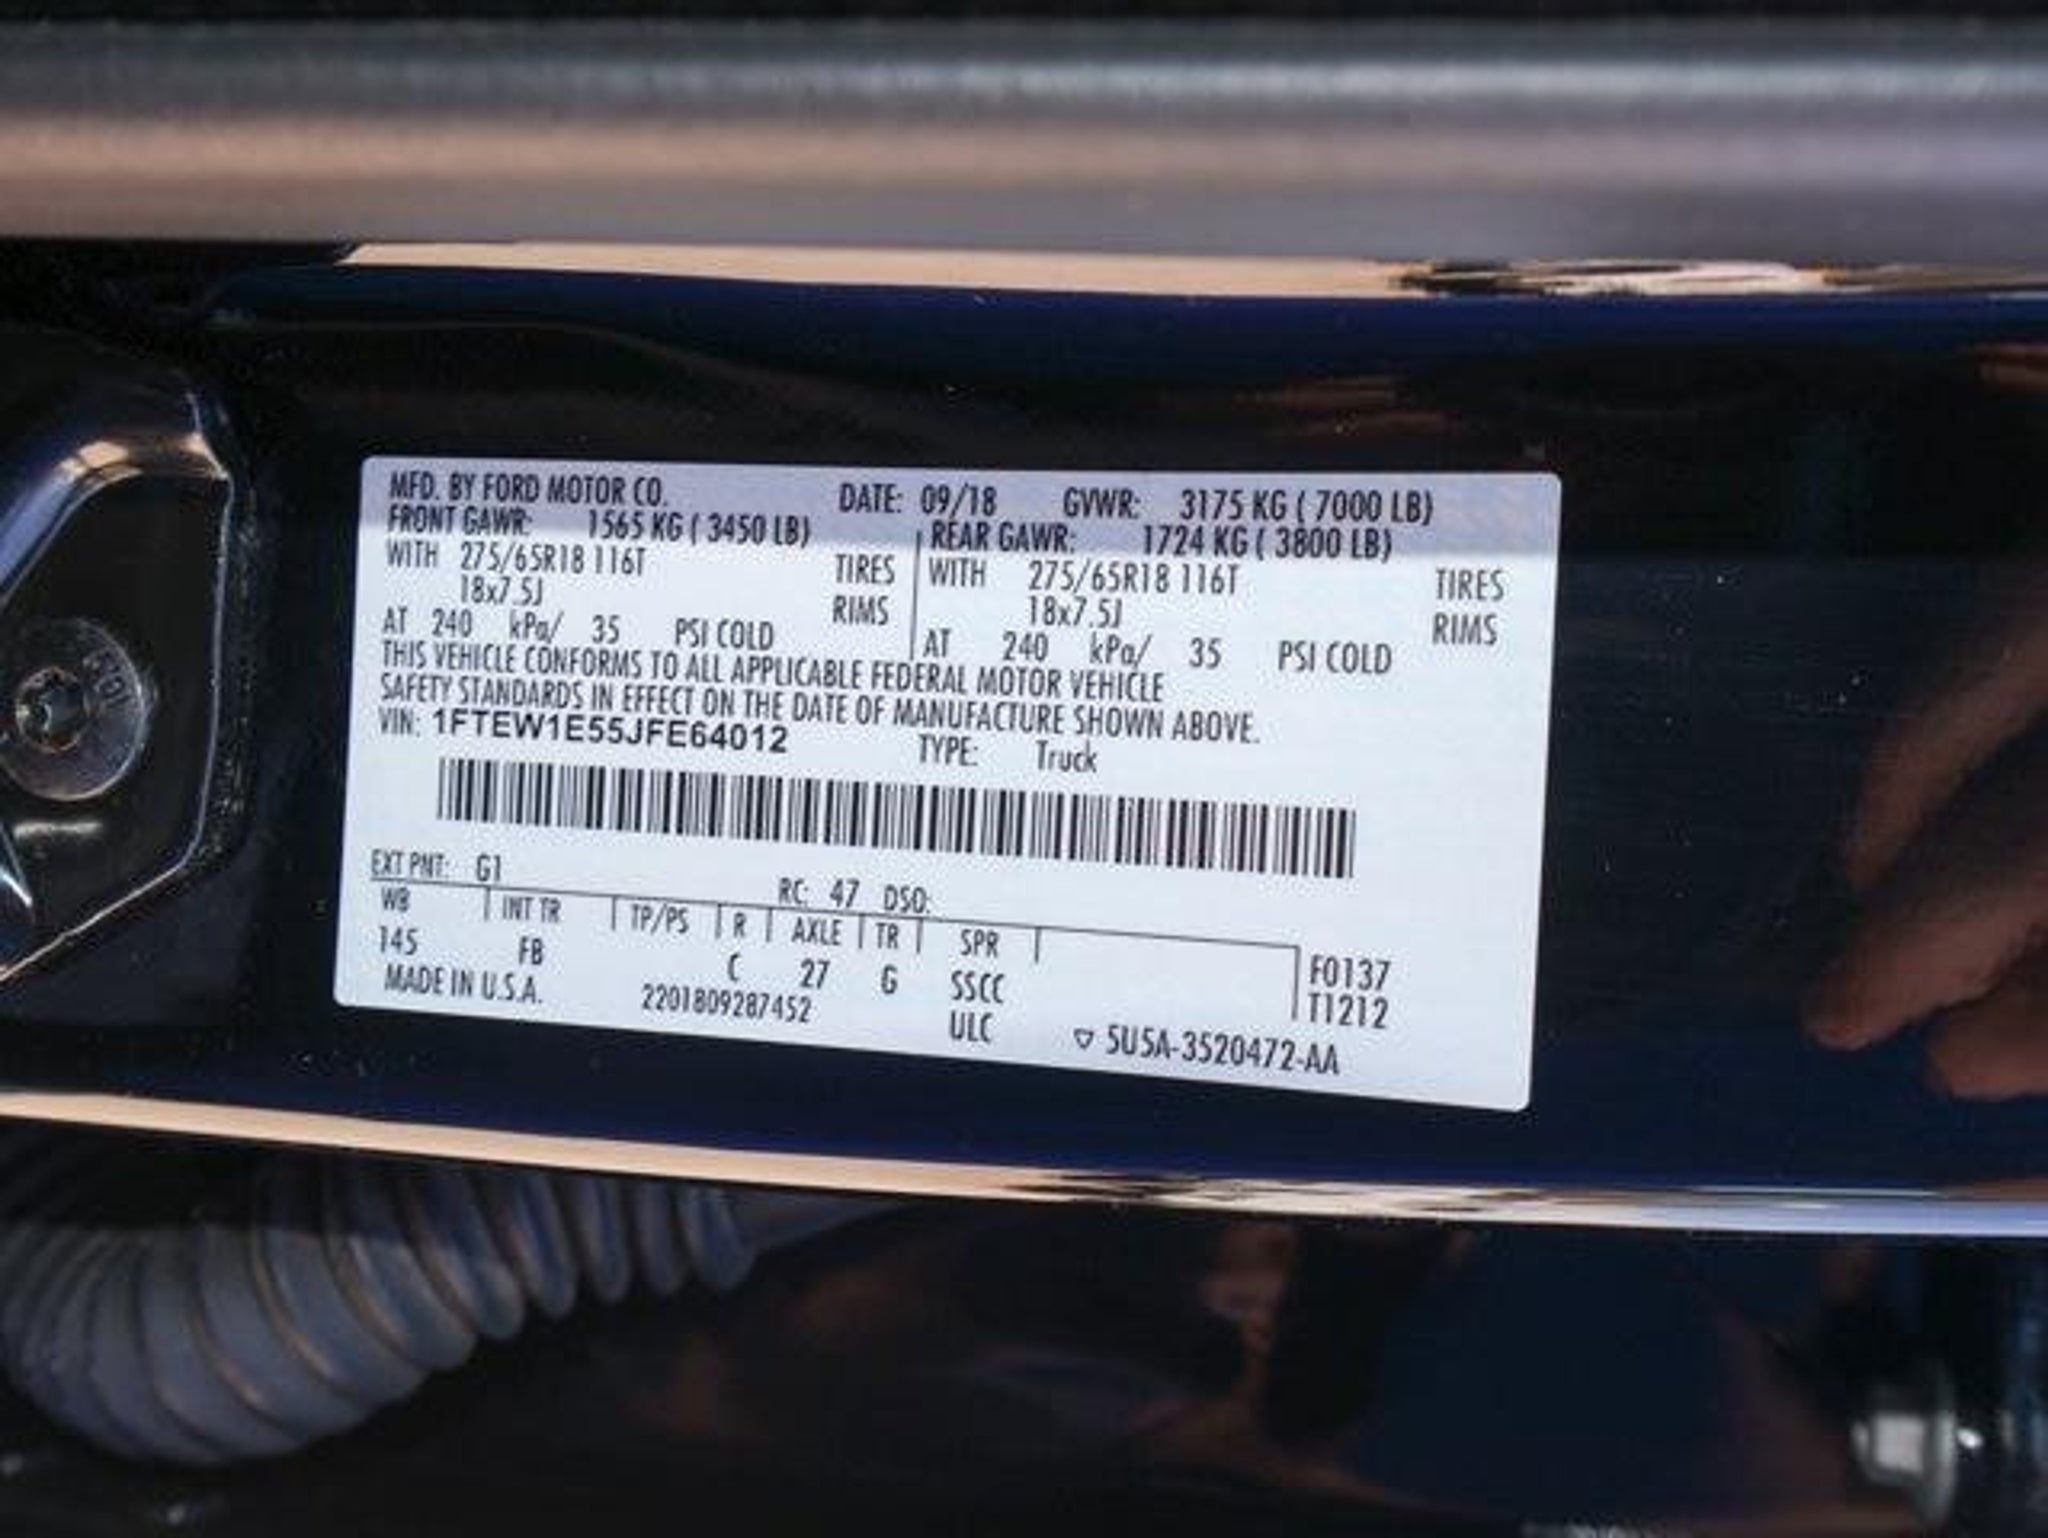 MFD. BY FORD MOTOR CO. DATE: 09/18 GVWR: 3175 KG ( 7000 LB)
FRONT GAWR: 1565 KG ( 3450 LB) REAR GAWR: 1724 KG ( 3800 LB)
WITH 275/65R18 116T TIRES WITH 275/65R18 116T TIRES
18x7.5J RIMS 18x7.5J RIMS
AT 240 kPa/ 35 PSI COLD AT 240 kPa/ 35 PSI COLD
THIS VEHICLE CONFORMS TO ALL APPLICABLE FEDERAL MOTOR VEHICLE
SAFETY STANDARDS IN EFFECT ON THE DATE OF MANUFACTURE SHOWN ABOVE.
VIN: 1FTEW1E55JFE64012 TYPE: Truck
EXT PNT: G1 RC: 47 DSO:
WB INT TR TP/PS R AXLE TR SPR
145 FB C 27 G SSCC F0137
MADE IN U.S.A. 2201809287452 ULC T1212
5U5A-3520472-AA